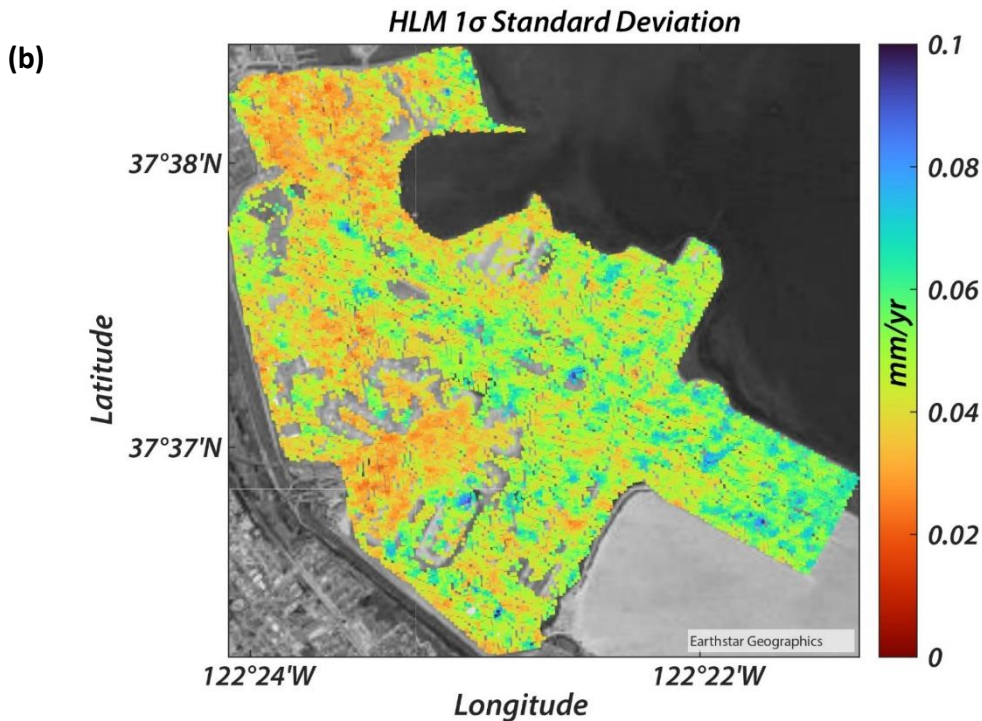 HLM 1σ Standard Deviation
(b)
0.1
37°38'N
0.08
0.06
Latitude
mm/yr
0.04
37°37'N
0.02
Earthstar Geographics
0
122°24'W
122°22'W
Longitude